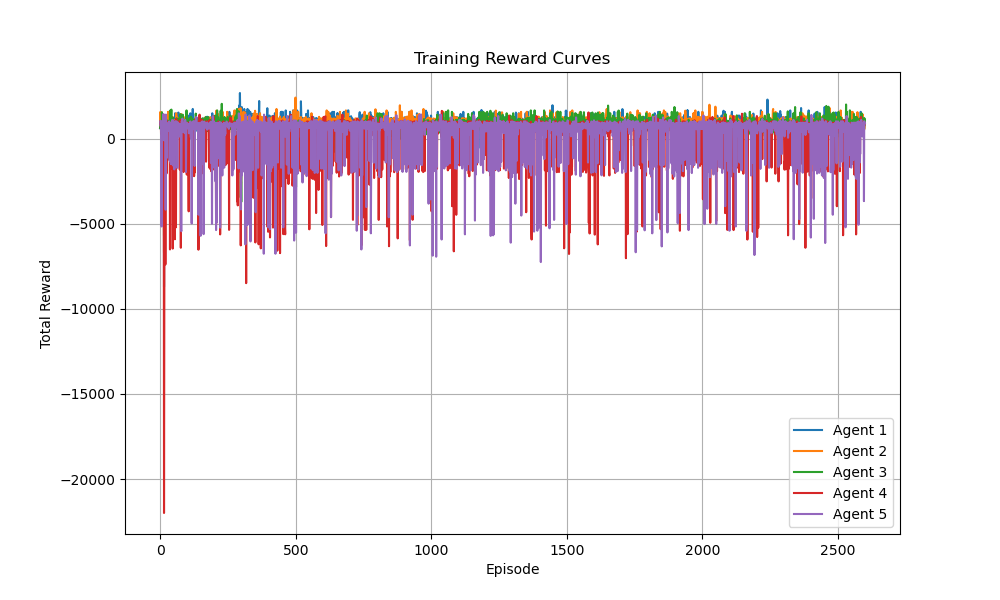 Training Reward Curves
Total Reward
0
−5000
−10000
−15000
−20000
0 500 1000 1500 2000 2500
Episode
Agent 1
Agent 2
Agent 3
Agent 4
Agent 5